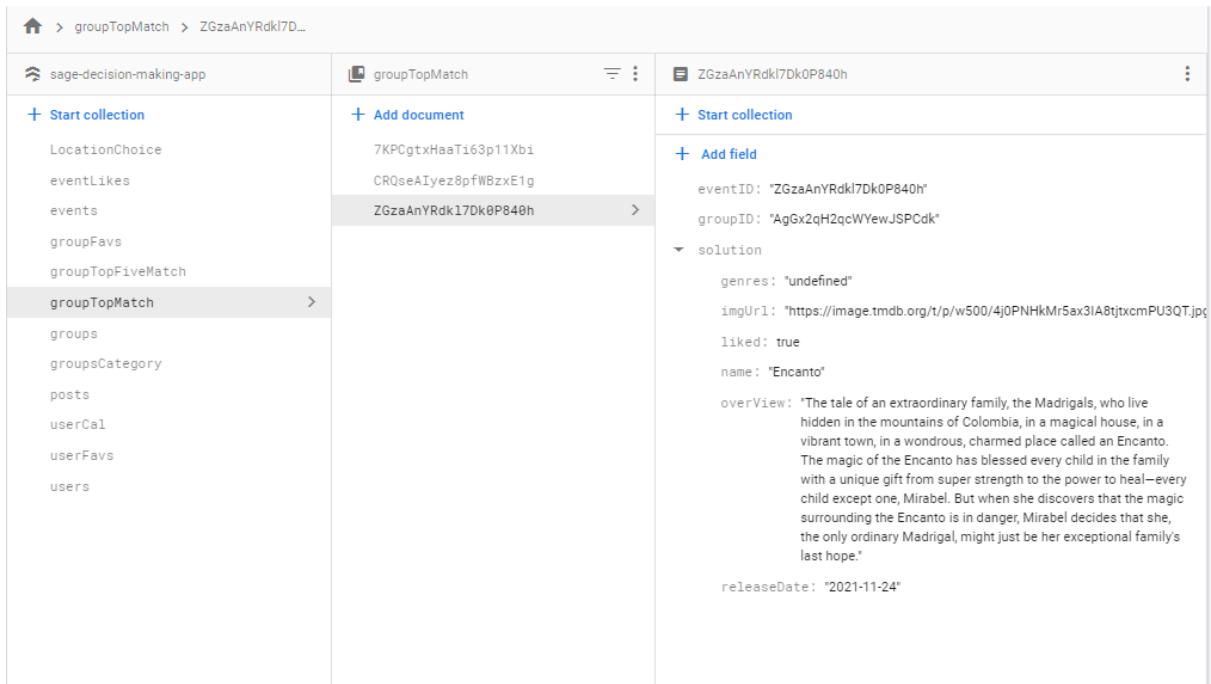 groupTopMatch > ZGzaAnYRdkl7D...
sage-decision-making-app
groupTopMatch
ZGzaAnYRdkl7Dk0P840h
+ Start collection
+ Add document
+ Start collection
LocationChoice
eventLikes
events
groupFavs
groupTopFiveMatch
groupTopMatch
groups
groupsCategory
posts
userCal
userFavs
users
7KPCgtxHaaTi63p11Xbi
CRQseAIyez8pfWBzxE1g
ZGzaAnYRdkl7Dk0P840h
+ Add field
eventID: "ZGzaAnYRdkl7Dk0P840h"
groupID: "AgGx2qH2qcWYewJSPCdk"
solution
genres: "undefined"
imgUrl: "https://image.tmdb.org/t/p/w500/4j0PNHkMr5ax3IA8tjtxcmPU3QT.jpg
liked: true
name: "Encanto"
overView: "The tale of an extraordinary family, the Madrigals, who live
hidden in the mountains of Colombia, in a magical house, in a
vibrant town, in a wondrous, charmed place called an Encanto.
The magic of the Encanto has blessed every child in the family
with a unique gift from super strength to the power to heal—every
child except one, Mirabel. But when she discovers that the magic
surrounding the Encanto is in danger, Mirabel decides that she,
the only ordinary Madrigal, might just be her exceptional family's
last hope."
releaseDate: "2021-11-24"